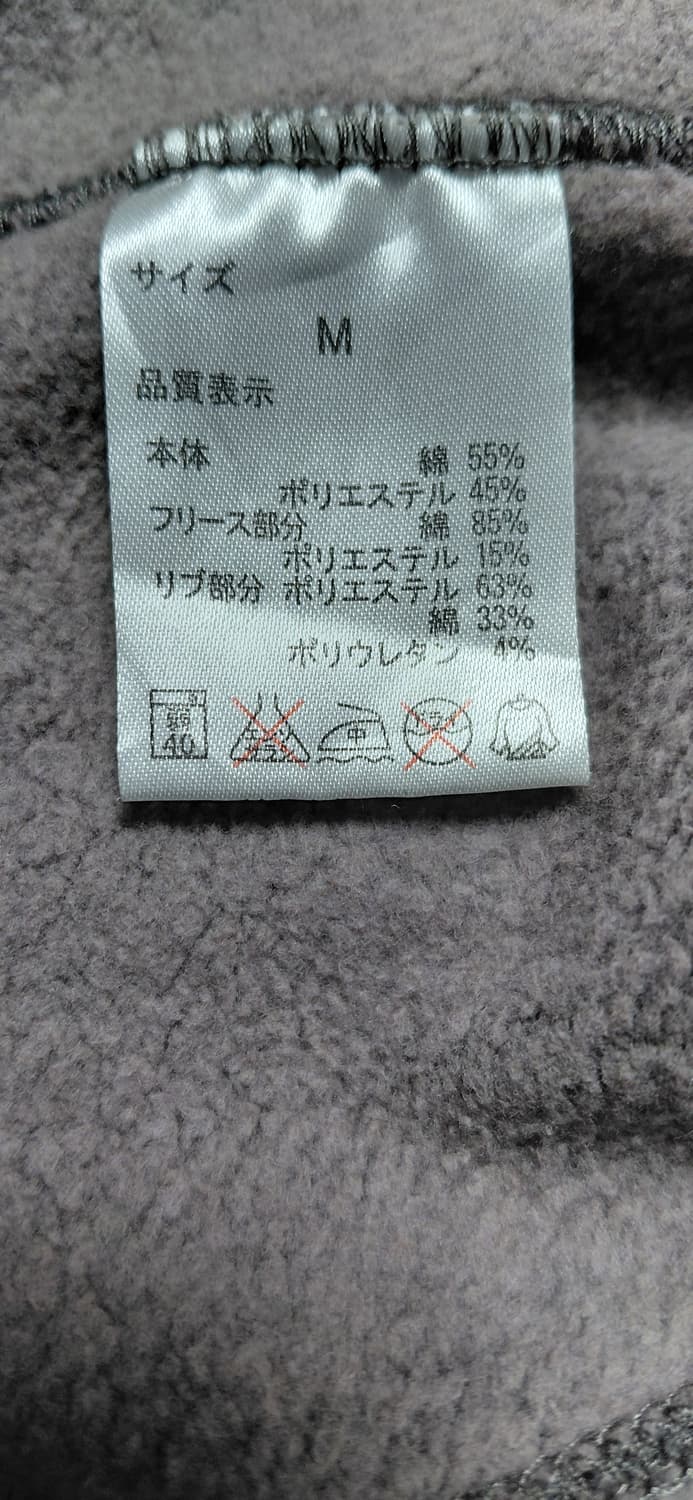 サイズ
M
品質表示
本体 綿 55%
ポリエステル 45%
フリース部分 綿 85%
ポリエステル 15%
リブ部分 ポリエステル 63%
綿 33%
ポリウレタン 4%
弱
40 中